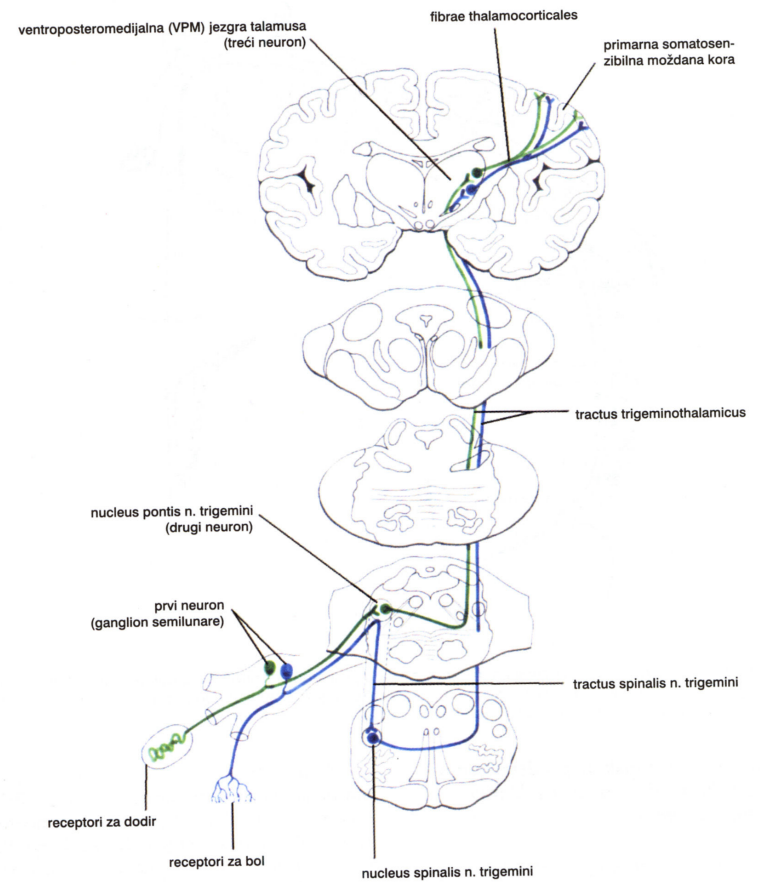 ventroposteromedijalna (VPM) jezgra talamusa
(treći neuron)
fibrae thalamocorticales
primarna somatosen-
zibilna moždana kora
tractus trigeminothalamicus
nucleus pontis n. trigemini
(drugi neuron)
prvi neuron
(ganglion semilunare)
tractus spinalis n. trigemini
receptori za dodir
receptori za bol
nucleus spinalis n. trigemini